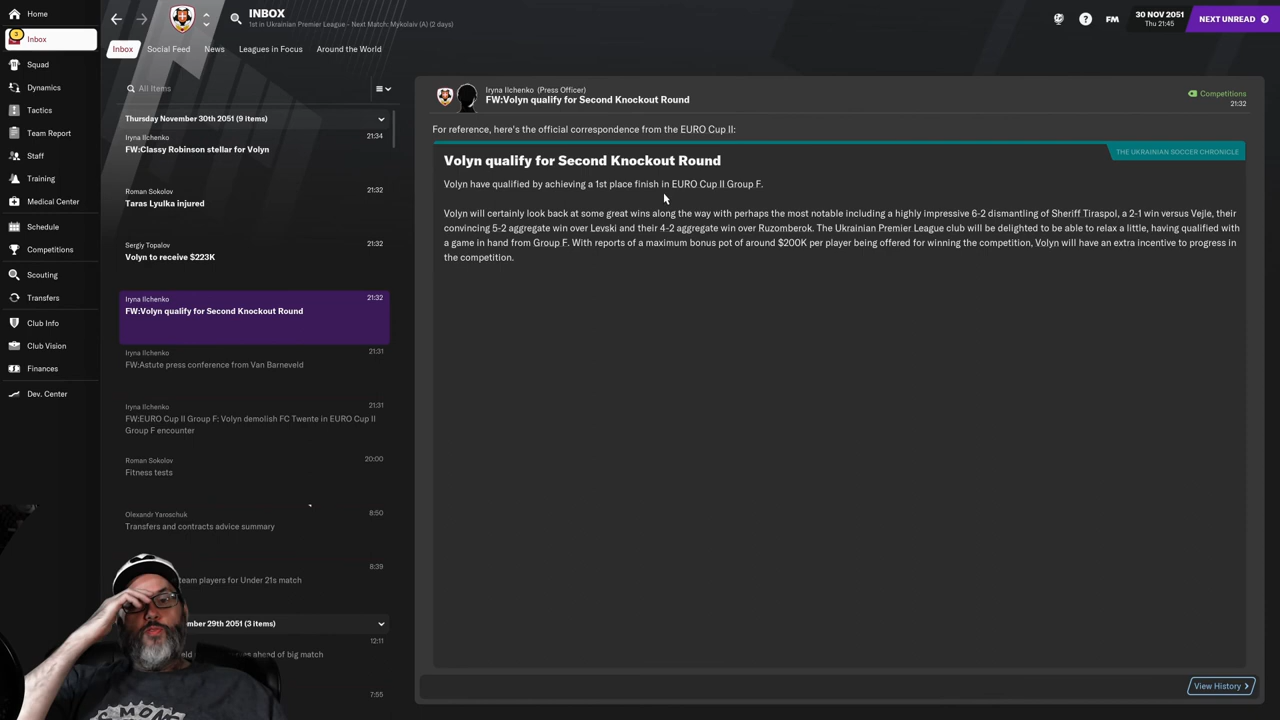 Home
3
Inbox
Squad
Dynamics
Tactics
Team Report
Staff
Training
Medical Center
Schedule
Competitions
Scouting
Transfers
Club Info
Club Vision
Finances
Dev. Center
INBOX
1st in Ukrainian Premier League - Next Match: Mykolaiv (A) (2 days)
?
FM
30 NOV 2051
Thu 21:45
NEXT UNREAD
Inbox
Social Feed
News
Leagues in Focus
Around the World
All Items
Thursday November 30th 2051 (9 items)
Iryna Ilchenko 21:34
FW:Classy Robinson stellar for Volyn
Roman Sokolov 21:32
Taras Lyulka injured
Sergiy Topalov 21:32
Volyn to receive $223K
Iryna Ilchenko 21:32
FW:Volyn qualify for Second Knockout Round
Iryna Ilchenko 21:31
FW:Astute press conference from Van Barneveld
Iryna Ilchenko 21:31
FW:EURO Cup II Group F: Volyn demolish FC Twente in EURO Cup II
Group F encounter
Roman Sokolov 20:00
Fitness tests
Olexandr Yaroschuk 8:50
Transfers and contracts advice summary
8:39
team players for Under 21s match
mber 29th 2051 (3 items)
12:11
ahead of big match
7:55
Iryna Ilchenko (Press Officer)
FW:Volyn qualify for Second Knockout Round
Competitions
21:32
For reference, here's the official correspondence from the EURO Cup II:
THE UKRAINIAN SOCCER CHRONICLE
Volyn qualify for Second Knockout Round
Volyn have qualified by achieving a 1st place finish in EURO Cup II Group F.
Volyn will certainly look back at some great wins along the way with perhaps the most notable including a highly impressive 6-2 dismantling of Sheriff Tiraspol, a 2-1 win versus Vejle, their
convincing 5-2 aggregate win over Levski and their 4-2 aggregate win over Ruzomberok. The Ukrainian Premier League club will be delighted to be able to relax a little, having qualified with
a game in hand from Group F. With reports of a maximum bonus pot of around $200K per player being offered for winning the competition, Volyn will have an extra incentive to progress in
the competition.
View History